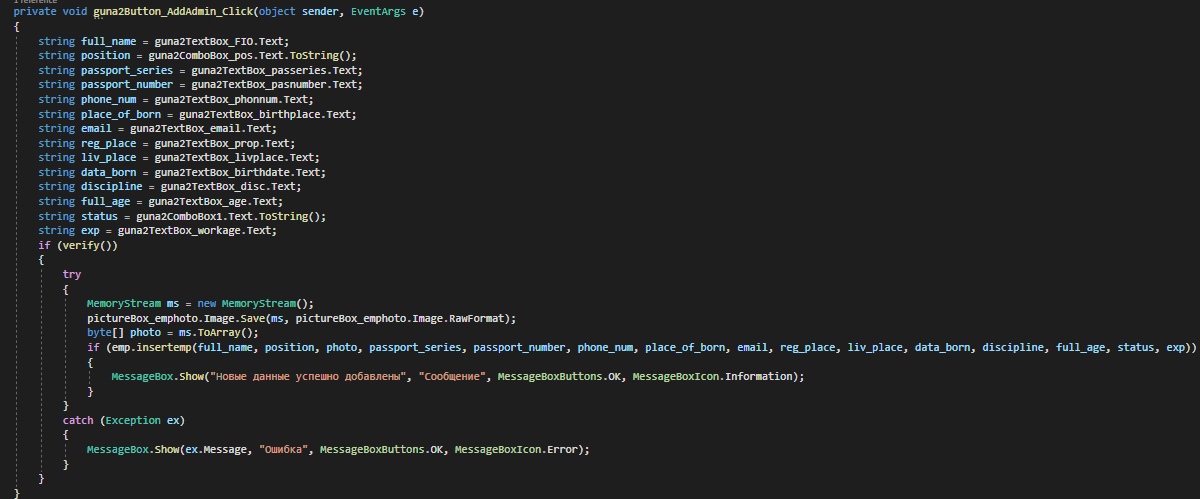 1 reference
private void guna2Button_AddAdmin_Click(object sender, EventArgs e)
{
string full_name = guna2TextBox_FIO.Text;
string position = guna2ComboBox_pos.Text.ToString();
string passport_series = guna2TextBox_passeries.Text;
string passport_number = guna2TextBox_pasnumber.Text;
string phone_num = guna2TextBox_phonnum.Text;
string place_of_born = guna2TextBox_birthplace.Text;
string email = guna2TextBox_email.Text;
string reg_place = guna2TextBox_prop.Text;
string liv_place = guna2TextBox_livplace.Text;
string data_born = guna2TextBox_birthdate.Text;
string discipline = guna2TextBox_disc.Text;
string full_age = guna2TextBox_age.Text;
string status = guna2ComboBox1.Text.ToString();
string exp = guna2TextBox_workage.Text;
if (verify())
{
try
{
MemoryStream ms = new MemoryStream();
pictureBox_emphoto.Image.Save(ms, pictureBox_emphoto.Image.RawFormat);
byte[] photo = ms.ToArray();
if (emp.insertemp(full_name, position, photo, passport_series, passport_number, phone_num, place_of_born, email, reg_place, liv_place, data_born, discipline, full_age, status, exp))
{
MessageBox.Show("Новые данные успешно добавлены", "Сообщение", MessageBoxButtons.OK, MessageBoxIcon.Information);
}
}
catch (Exception ex)
{
MessageBox.Show(ex.Message, "Ошибка", MessageBoxButtons.OK, MessageBoxIcon.Error);
}
}
}